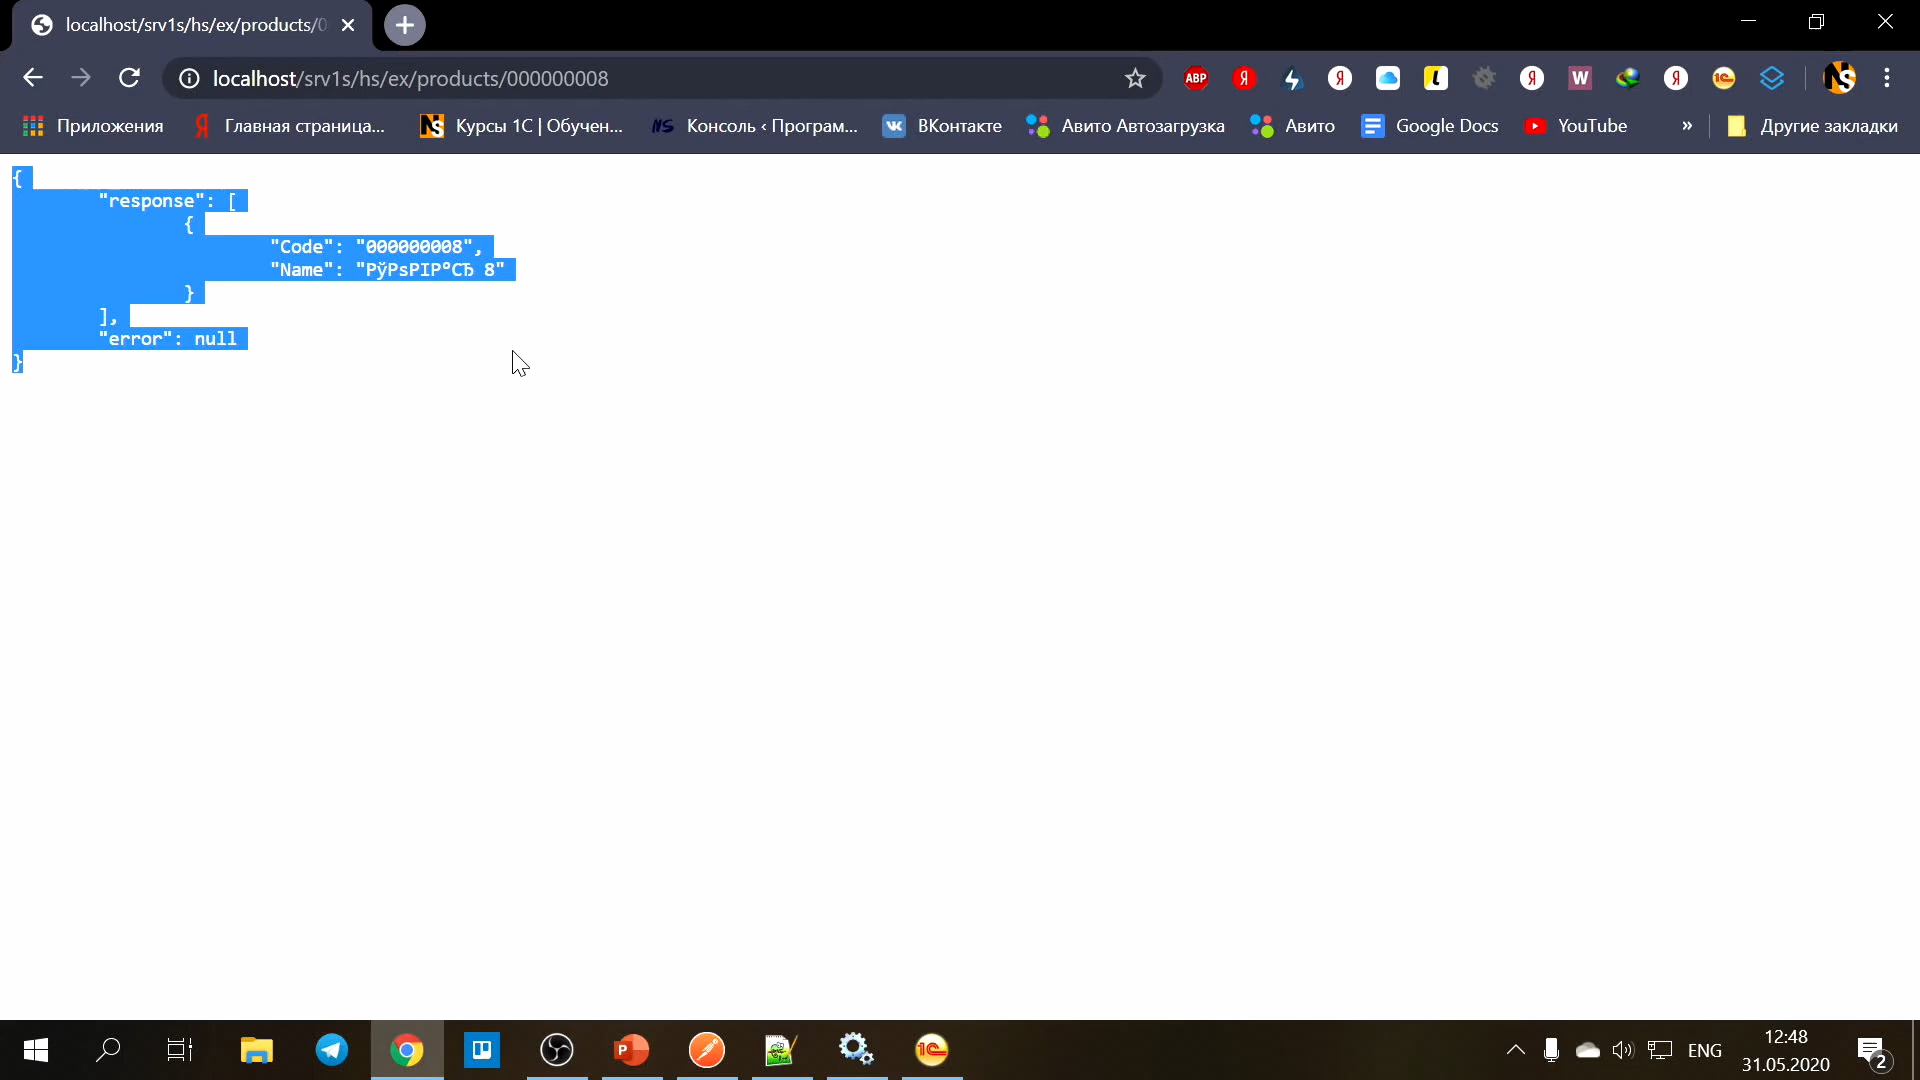 localhost/srv1s/hs/ex/products/0
localhost/srv1s/hs/ex/products/000000008
ABP
Приложения
Главная страница...
Курсы 1С | Обучен...
Консоль ‹ Програм...
ВКонтакте
Авито Автозагрузка
Авито
Google Docs
YouTube
»
Другие закладки
{
"response": [
{
"Code": "000000008",
"Name": "РўРѕРІР°СЂ 8"
}
],
"error": null
}
ENG
12:48
31.05.2020
2